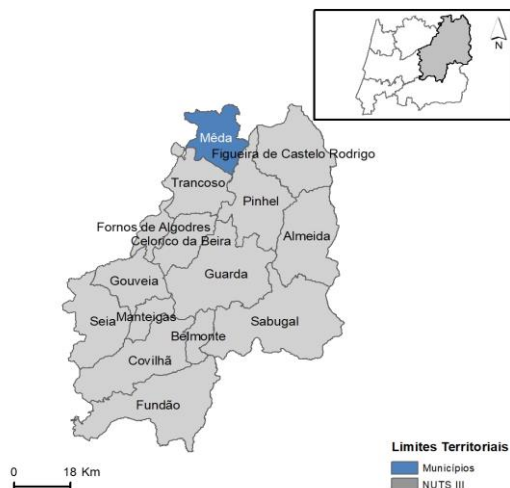 N
Mêda
Figueira de Castelo Rodrigo
Trancoso
Pinhel
Fornos de Algodres
Celorico da Beira
Almeida
Gouveia
Guarda
Seia
Manteigas
Belmonte
Sabugal
Covilhã
Fundão
0 18 Km
Limites Territoriais
Municípios
NUTS III